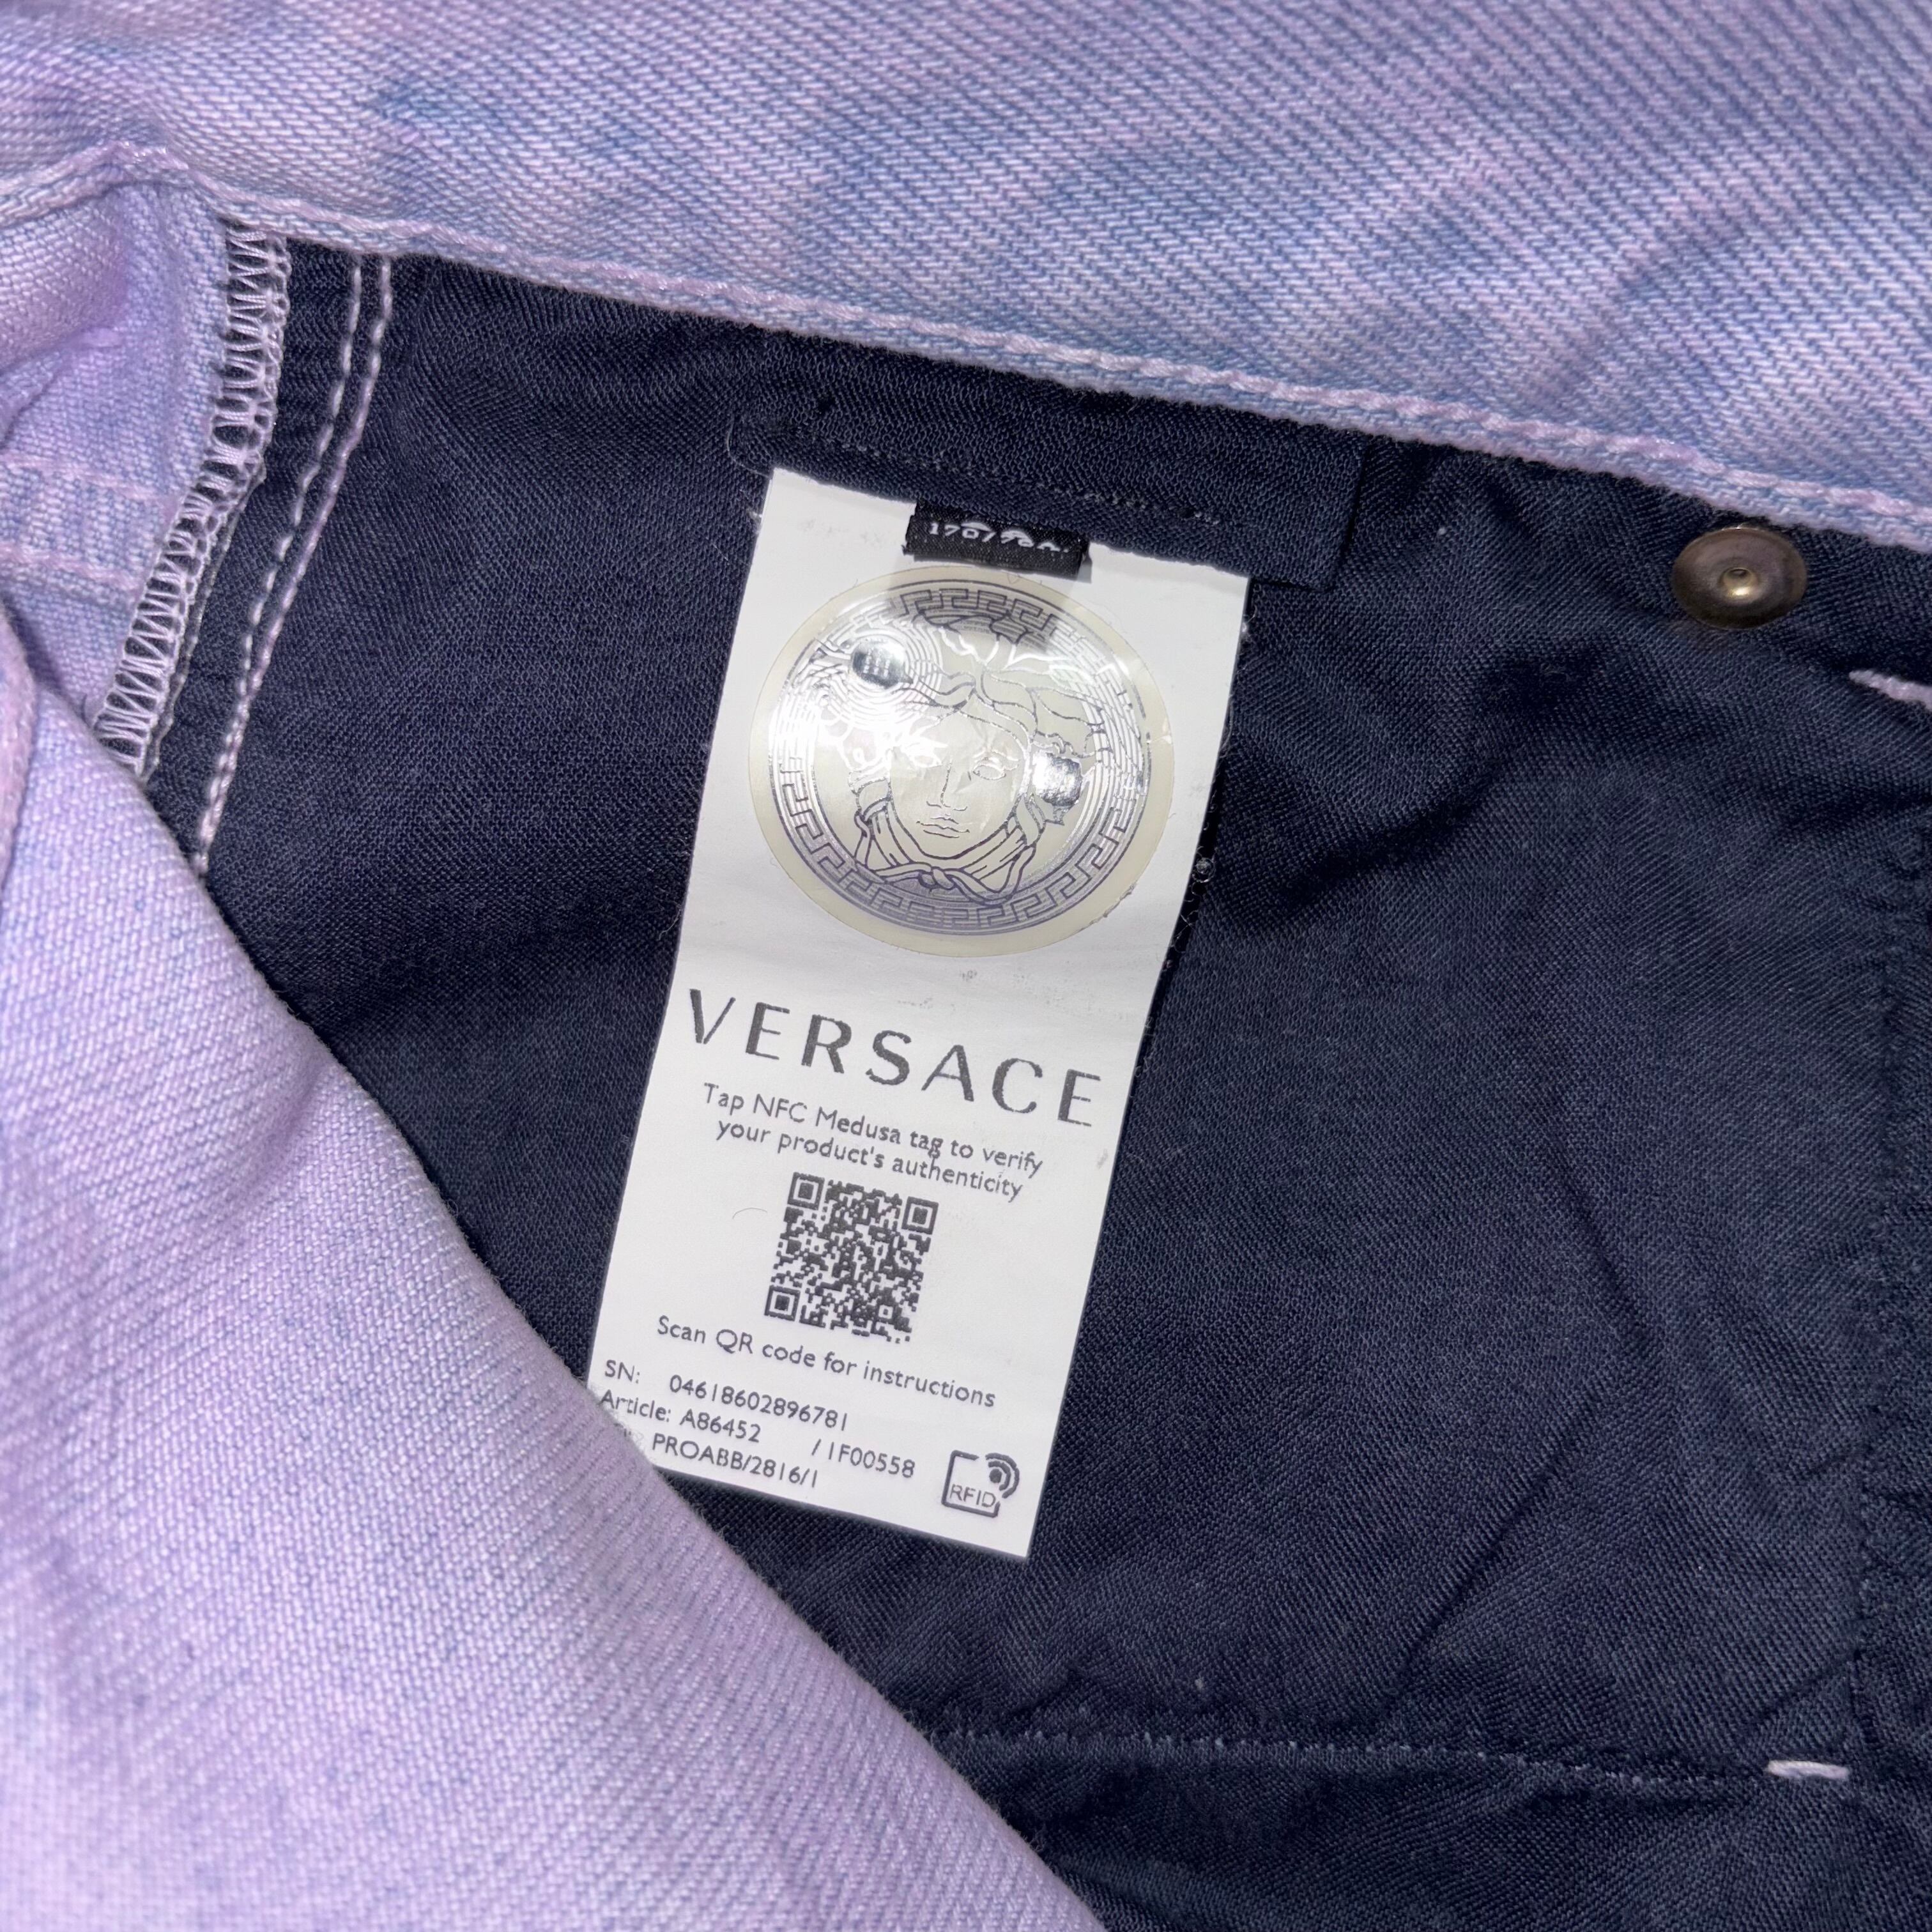 VERSACE
Tap NFC Medusa tag to verify
your product's authenticity
Scan QR code for instructions
SN: 04618602896781
Article: A86452 / 1F00558
PROABB/2816/1
RFID